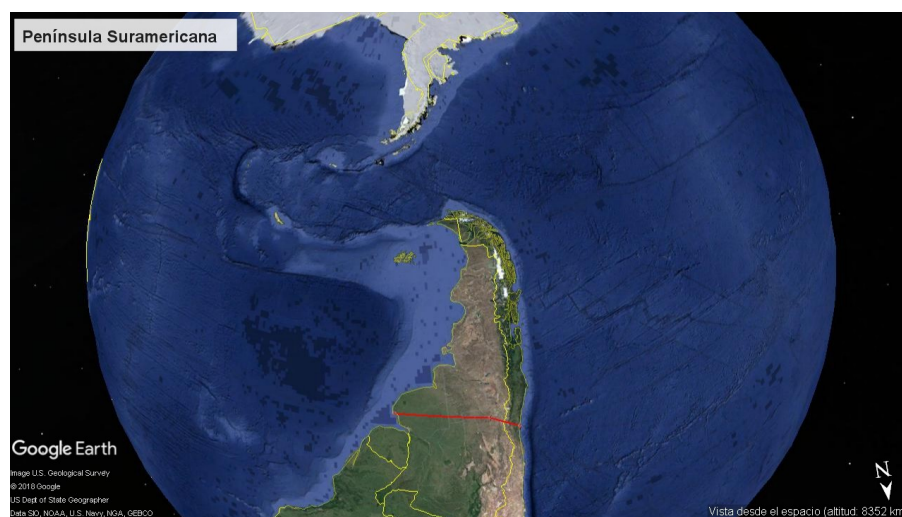 Península Suramericana
Google Earth
Image U.S. Geological Survey
© 2018 Google
US Dept of State Geographer
Data SIO, NOAA, U.S. Navy, NGA, GEBCO
N
Vista desde el espacio (altitud: 8352 km